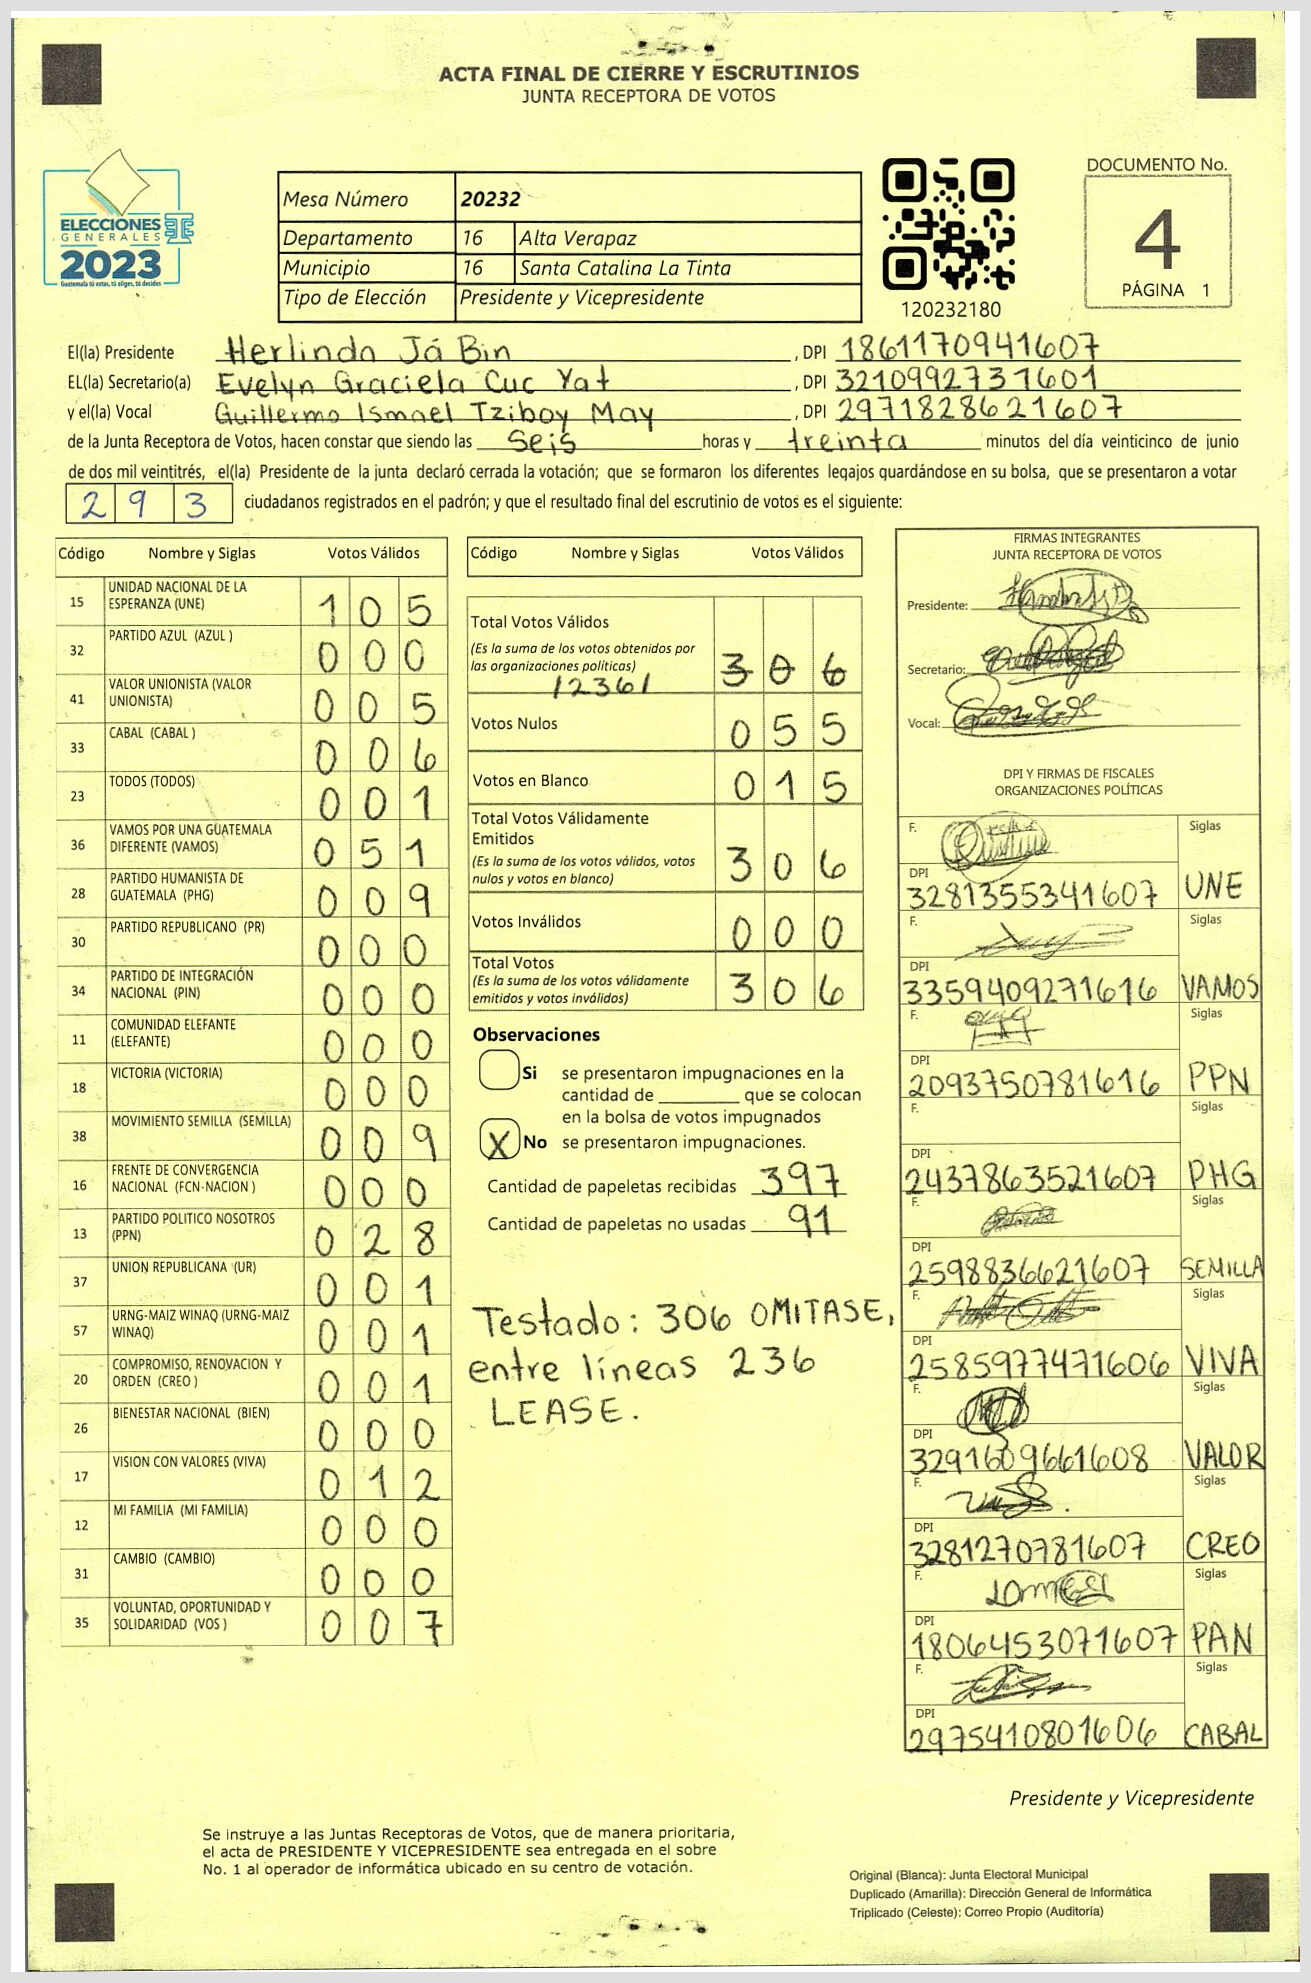 ACTA FINAL DE CIERRE Y ESCRUTINIOS
JUNTA RECEPTORA DE VOTOS
ELECCIONES
GENERALES
2023
Guatemala tú votas, tú eliges, tú decides
Mesa Número 20232
Departamento 16 Alta Verapaz
Municipio 16 Santa Catalina La Tinta
Tipo de Elección Presidente y Vicepresidente
120232180
DOCUMENTO No.
4
PÁGINA 1
El(la) Presidente Herlinda Já Bin , DPI 1861170941607
EL(la) Secretario(a) Evelyn Graciela Cuc Yat , DPI 3210992731601
y el(la) Vocal Guillermo Ismael Tziboy May , DPI 2971828621607
de la Junta Receptora de Votos, hacen constar que siendo las seis horas y treinta minutos del día veinticinco de junio
de dos mil veintitrés, el(la) Presidente de la junta declaró cerrada la votación; que se formaron los diferentes legajos quardándose en su bolsa, que se presentaron a votar
293 ciudadanos registrados en el padrón; y que el resultado final del escrutinio de votos es el siguiente:
Código Nombre y Siglas Votos Válidos
15 UNIDAD NACIONAL DE LA ESPERANZA (UNE) 1 0 5
32 PARTIDO AZUL (AZUL ) 0 0 0
41 VALOR UNIONISTA (VALOR UNIONISTA) 0 0 5
33 CABAL (CABAL ) 0 0 6
23 TODOS (TODOS) 0 0 1
36 VAMOS POR UNA GUATEMALA DIFERENTE (VAMOS) 0 5 1
28 PARTIDO HUMANISTA DE GUATEMALA (PHG) 0 0 9
30 PARTIDO REPUBLICANO (PR) 0 0 0
34 PARTIDO DE INTEGRACIÓN NACIONAL (PIN) 0 0 0
11 COMUNIDAD ELEFANTE (ELEFANTE) 0 0 0
18 VICTORIA (VICTORIA) 0 0 0
38 MOVIMIENTO SEMILLA (SEMILLA) 0 0 9
16 FRENTE DE CONVERGENCIA NACIONAL (FCN-NACION ) 0 0 0
13 PARTIDO POLITICO NOSOTROS (PPN) 0 2 8
37 UNION REPUBLICANA (UR) 0 0 1
57 URNG-MAIZ WINAQ (URNG-MAIZ WINAQ) 0 0 1
20 COMPROMISO, RENOVACION Y ORDEN (CREO ) 0 0 1
26 BIENESTAR NACIONAL (BIEN) 0 0 0
17 VISION CON VALORES (VIVA) 0 1 2
12 MI FAMILIA (MI FAMILIA) 0 0 0
31 CAMBIO (CAMBIO) 0 0 0
35 VOLUNTAD, OPORTUNIDAD Y SOLIDARIDAD (VOS ) 0 0 7
Código Nombre y Siglas Votos Válidos
Total Votos Válidos
(Es la suma de los votos obtenidos por
las organizaciones políticas) 3 0 6
/236/
Votos Nulos 0 5 5
Votos en Blanco 0 1 5
Total Votos Válidamente
Emitidos
(Es la suma de los votos válidos, votos
nulos y votos en blanco) 3 0 6
Votos Inválidos 0 0 0
Total Votos
(Es la suma de los votos válidamente
emitidos y votos inválidos) 3 0 6
Observaciones
Si se presentaron impugnaciones en la
cantidad de ________ que se colocan
en la bolsa de votos impugnados
X No se presentaron impugnaciones.
Cantidad de papeletas recibidas 397
Cantidad de papeletas no usadas 91
Testado: 306 OMITASE,
entre líneas 236
LEASE.
FIRMAS INTEGRANTES
JUNTA RECEPTORA DE VOTOS
Presidente:
Secretario:
Vocal:
DPI Y FIRMAS DE FISCALES
ORGANIZACIONES POLÍTICAS
F. Siglas
DPI 3281355341607 UNE
F. Siglas
DPI 3359409271616 VAMOS
F. Siglas
DPI 2093750781616 PPN
F. Siglas
DPI 2437863521607 PHG
F. Siglas
DPI 2598836621607 SEMILLA
F. Siglas
DPI 2585977471606 VIVA
F. Siglas
DPI 3291609661608 VALOR
F. Siglas
DPI 3281270781607 CREO
F. Siglas
DPI 1806453071607 PAN
F. Siglas
DPI 2975410801606 CABAL
Presidente y Vicepresidente
Se instruye a las Juntas Receptoras de Votos, que de manera prioritaria,
el acta de PRESIDENTE Y VICEPRESIDENTE sea entregada en el sobre
No. 1 al operador de informática ubicado en su centro de votación.
Original (Blanca): Junta Electoral Municipal
Duplicado (Amarilla): Dirección General de Informática
Triplicado (Celeste): Correo Propio (Auditoría)